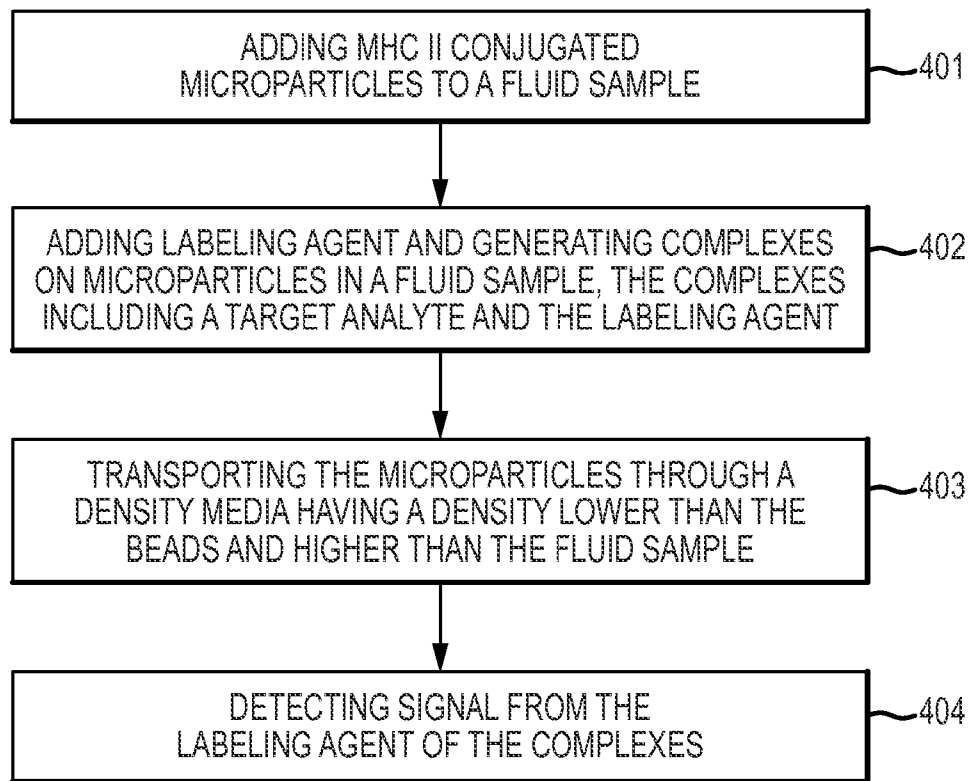 ADDING MHC II CONJUGATED
MICROPARTICLES TO A FLUID SAMPLE
401
ADDING LABELING AGENT AND GENERATING COMPLEXES
ON MICROPARTICLES IN A FLUID SAMPLE, THE COMPLEXES
INCLUDING A TARGET ANALYTE AND THE LABELING AGENT
402
TRANSPORTING THE MICROPARTICLES THROUGH A
DENSITY MEDIA HAVING A DENSITY LOWER THAN THE
BEADS AND HIGHER THAN THE FLUID SAMPLE
403
DETECTING SIGNAL FROM THE
LABELING AGENT OF THE COMPLEXES
404